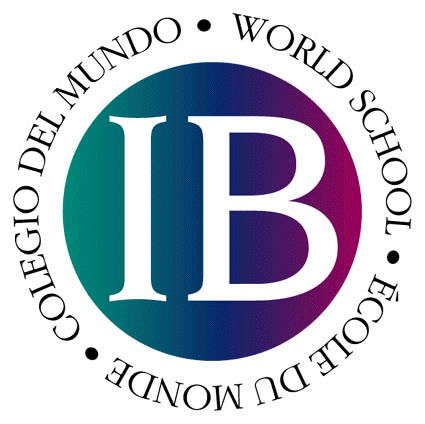 IB
WORLD SCHOOL • ÉCOLE DU MONDE • COLEGIO DEL MUNDO •